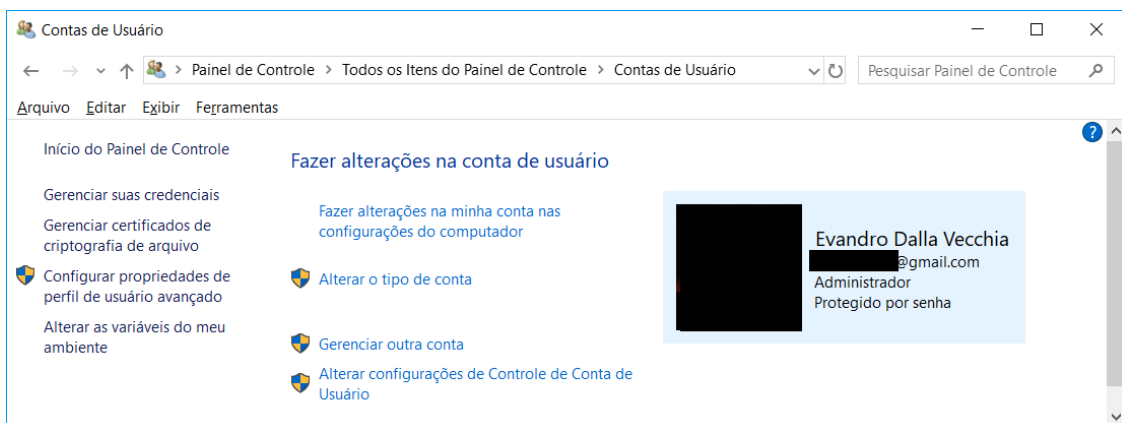 Contas de Usuário
Painel de Controle > Todos os Itens do Painel de Controle > Contas de Usuário
Pesquisar Painel de Controle
Arquivo Editar Exibir Ferramentas
Início do Painel de Controle
Gerenciar suas credenciais
Gerenciar certificados de
criptografia de arquivo
Configurar propriedades de
perfil de usuário avançado
Alterar as variáveis do meu
ambiente
Fazer alterações na conta de usuário
Fazer alterações na minha conta nas
configurações do computador
Alterar o tipo de conta
Gerenciar outra conta
Alterar configurações de Controle de Conta de
Usuário
Evandro Dalla Vecchia
@gmail.com
Administrador
Protegido por senha
?